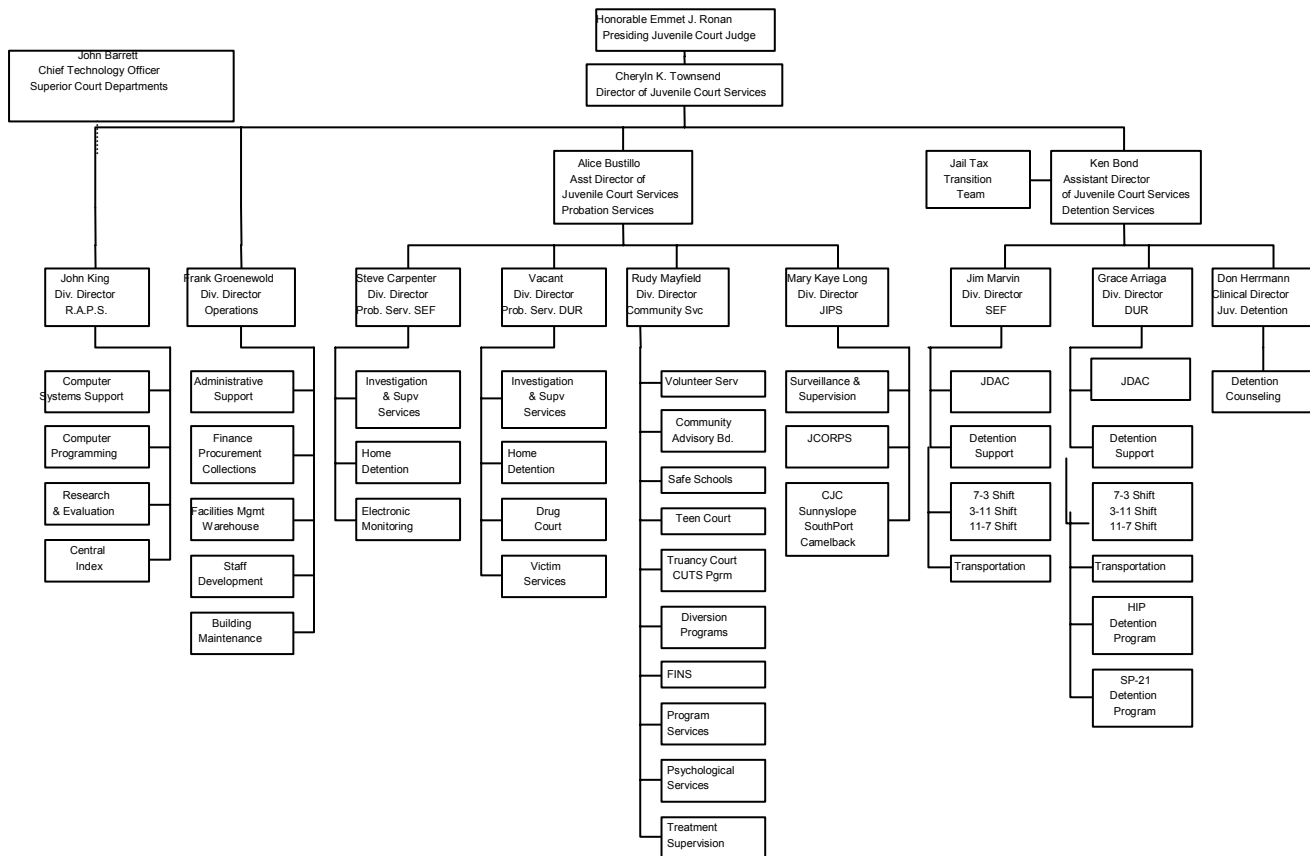 Honorable Emmet J. Ronan
Presiding Juvenile Court Judge
John Barrett
Chief Technology Officer
Superior Court Departments
Cheryln K. Townsend
Director of Juvenile Court Services
Alice Bustillo
Asst Director of
Juvenile Court Services
Probation Services
Jail Tax
Transition
Team
Ken Bond
Assistant Director
of Juvenile Court Services
Detention Services
John King
Div. Director
R.A.P.S.
Frank Groenewold
Div. Director
Operations
Steve Carpenter
Div. Director
Prob. Serv. SEF
Vacant
Div. Director
Prob. Serv. DUR
Rudy Mayfield
Div. Director
Community Svc
Mary Kaye Long
Div. Director
JIPS
Jim Marvin
Div. Director
SEF
Grace Arriaga
Div. Director
DUR
Don Herrmann
Clinical Director
Juv. Detention
Computer
Systems Support
Computer
Programming
Research
& Evaluation
Central
Index
Administrative
Support
Finance
Procurement
Collections
Facilities Mgmt
Warehouse
Staff
Development
Building
Maintenance
Investigation
& Supv
Services
Home
Detention
Electronic
Monitoring
Investigation
& Supv
Services
Home
Detention
Drug
Court
Victim
Services
Volunteer Serv
Community
Advisory Bd.
Safe Schools
Teen Court
Truancy Court
CUTS Pgrm
Diversion
Programs
FINS
Program
Services
Psychological
Services
Treatment
Supervision
Surveillance &
Supervision
JCORPS
CJC
Sunnyslope
SouthPort
Camelback
JDAC
Detention
Support
7-3 Shift
3-11 Shift
11-7 Shift
Transportation
JDAC
Detention
Support
7-3 Shift
3-11 Shift
11-7 Shift
Transportation
HIP
Detention
Program
SP-21
Detention
Program
Detention
Counseling